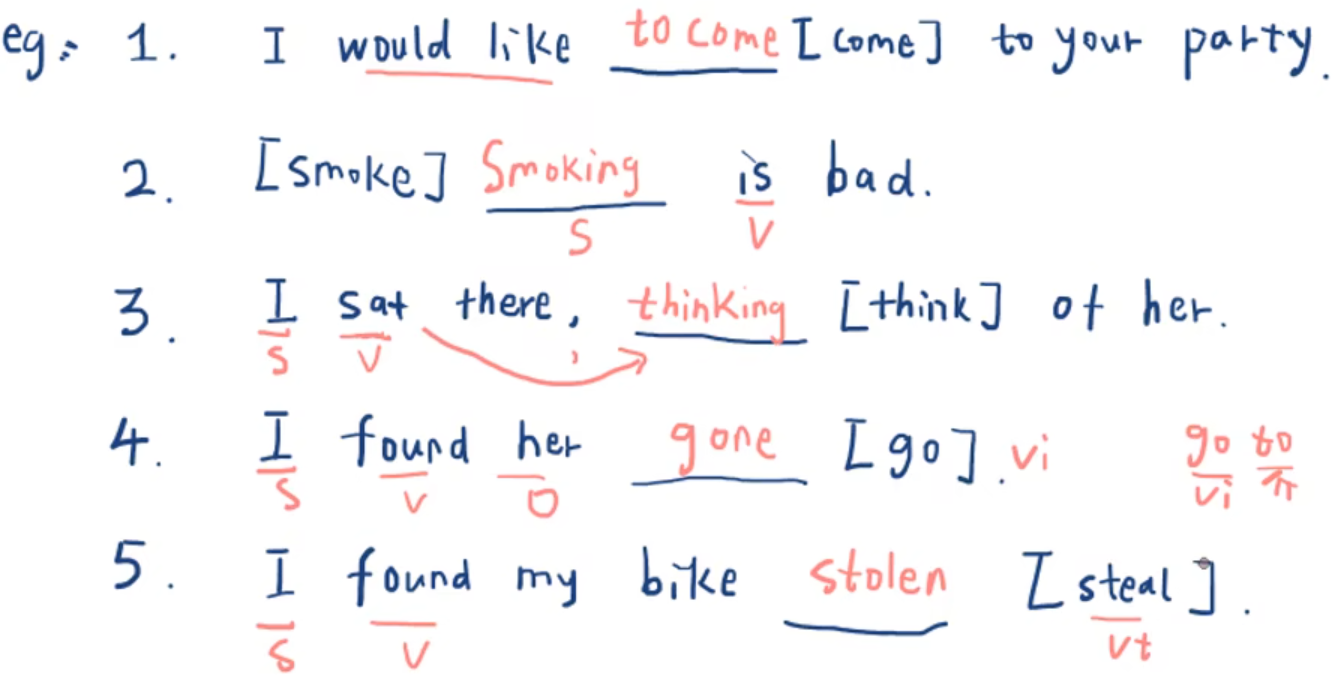 eg: 1. I would like to come [come] to your party.
2. [smoke] Smoking is bad.
S V
3. I sat there, thinking [think] of her.
S V ,
4. I found her gone [go]. vi go to
S V O vi 介
5. I found my bike stolen [steal].
S V vt